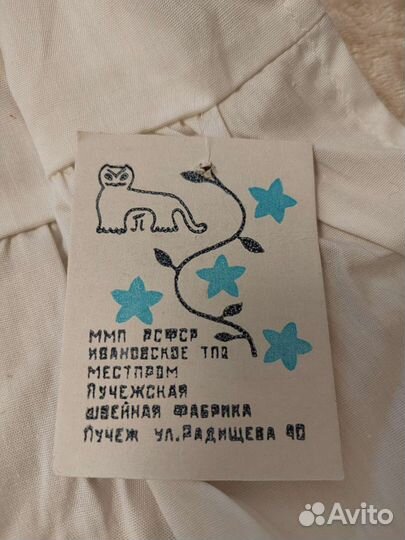 П
ММП РСФСР
ИВАНОВСКОЕ ТПО
МЕСТПРОМ
ПУЧЕЖСКАЯ
ШВЕЙНАЯ ФАБРИКА
ПУЧЕЖ УЛ.РАДИЩЕВА 40
Avito